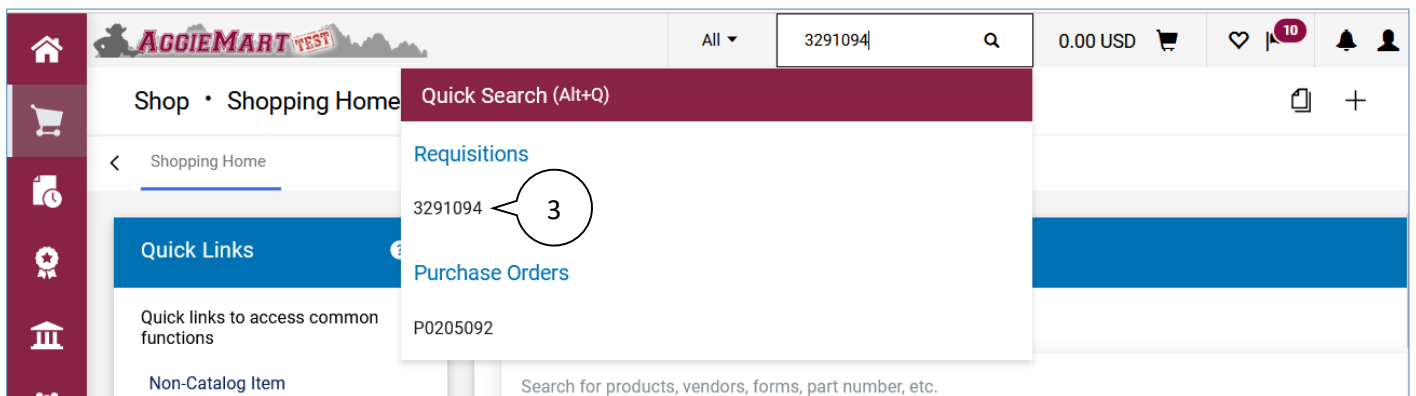 AGGIEMART TEST
All
3291094
0.00 USD
10
Shop • Shopping Home
Quick Search (Alt+Q)
Shopping Home
Requisitions
3291094
3
Quick Links
?
Purchase Orders
P0205092
Quick links to access common
functions
Non-Catalog Item
Search for products, vendors, forms, part number, etc.